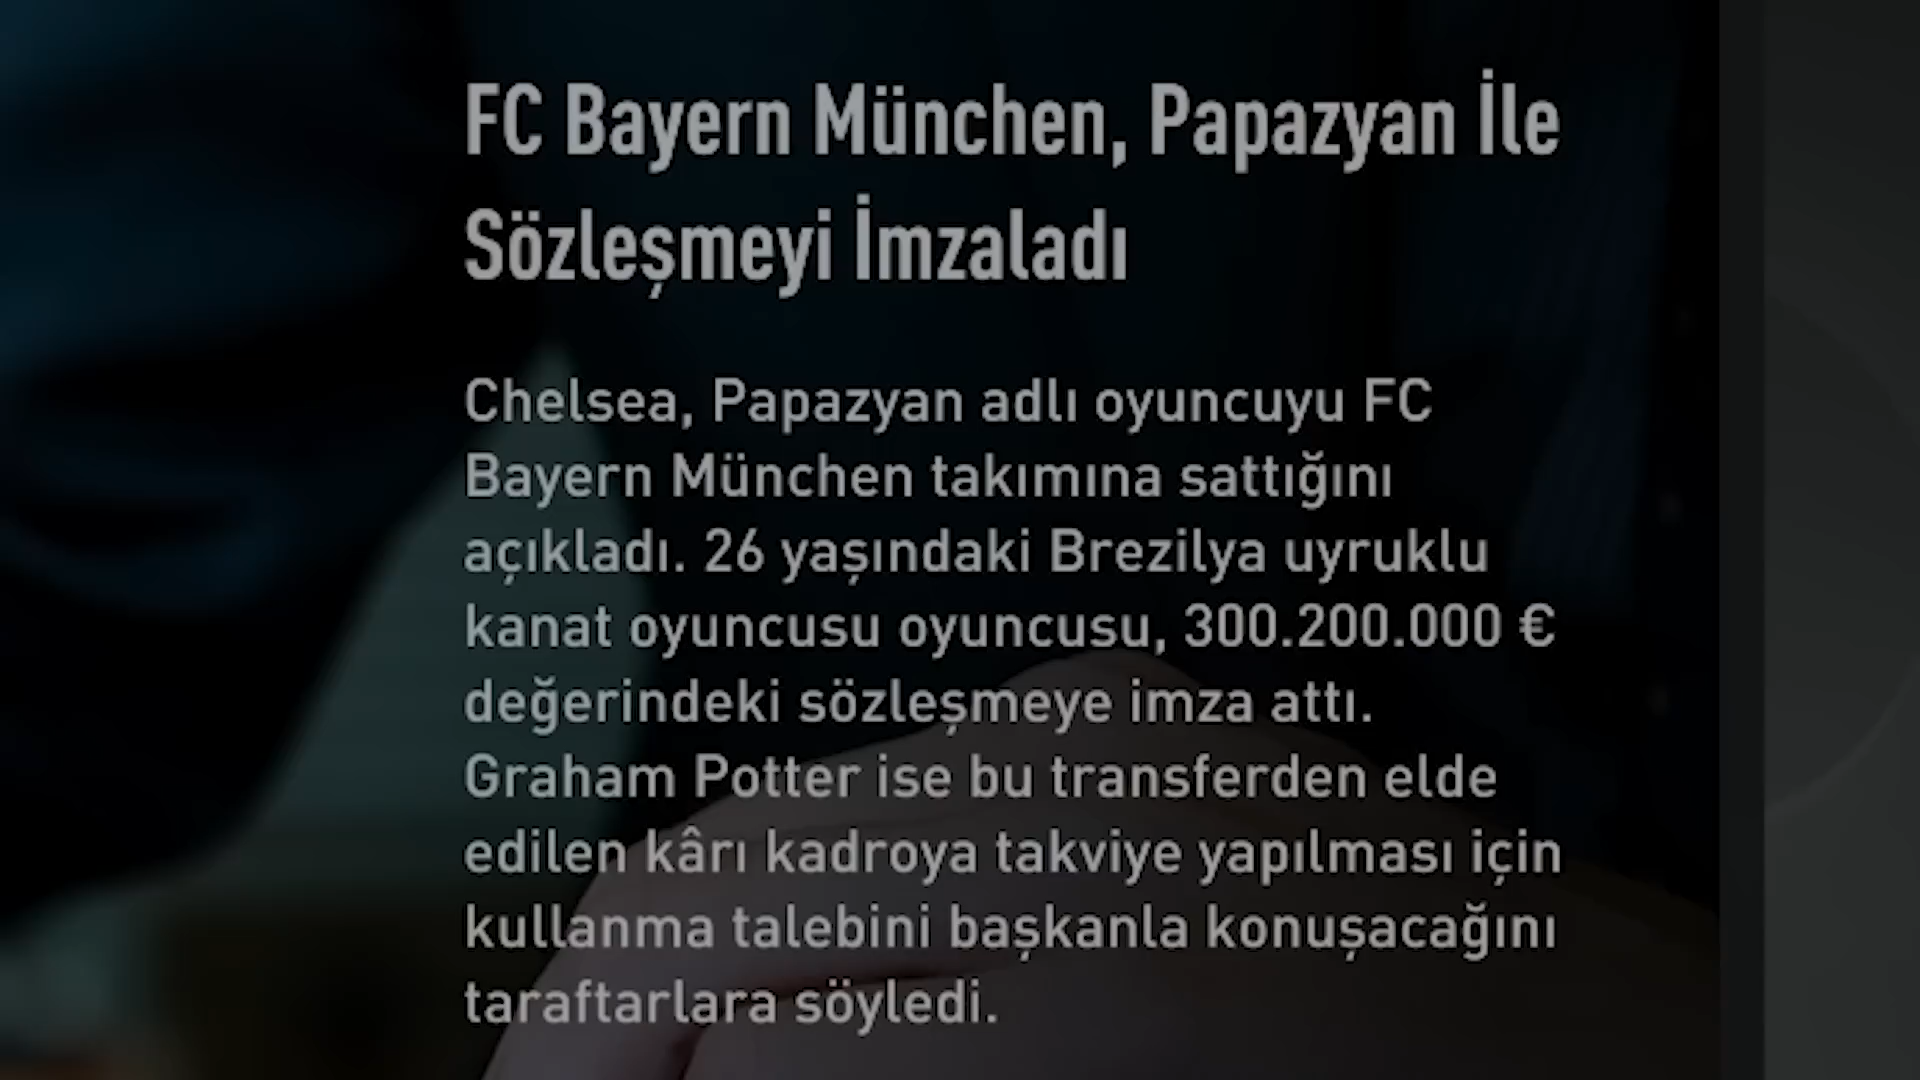 FC Bayern München, Papazyan İle
Sözleşmeyi İmzaladı
Chelsea, Papazyan adlı oyuncuyu FC
Bayern München takımına sattığını
açıkladı. 26 yaşındaki Brezilya uyruklu
kanat oyuncusu oyuncusu, 300.200.000 €
değerindeki sözleşmeye imza attı.
Graham Potter ise bu transferden elde
edilen kârı kadroya takviye yapılması için
kullanma talebini başkanla konuşacağını
taraftarlara söyledi.